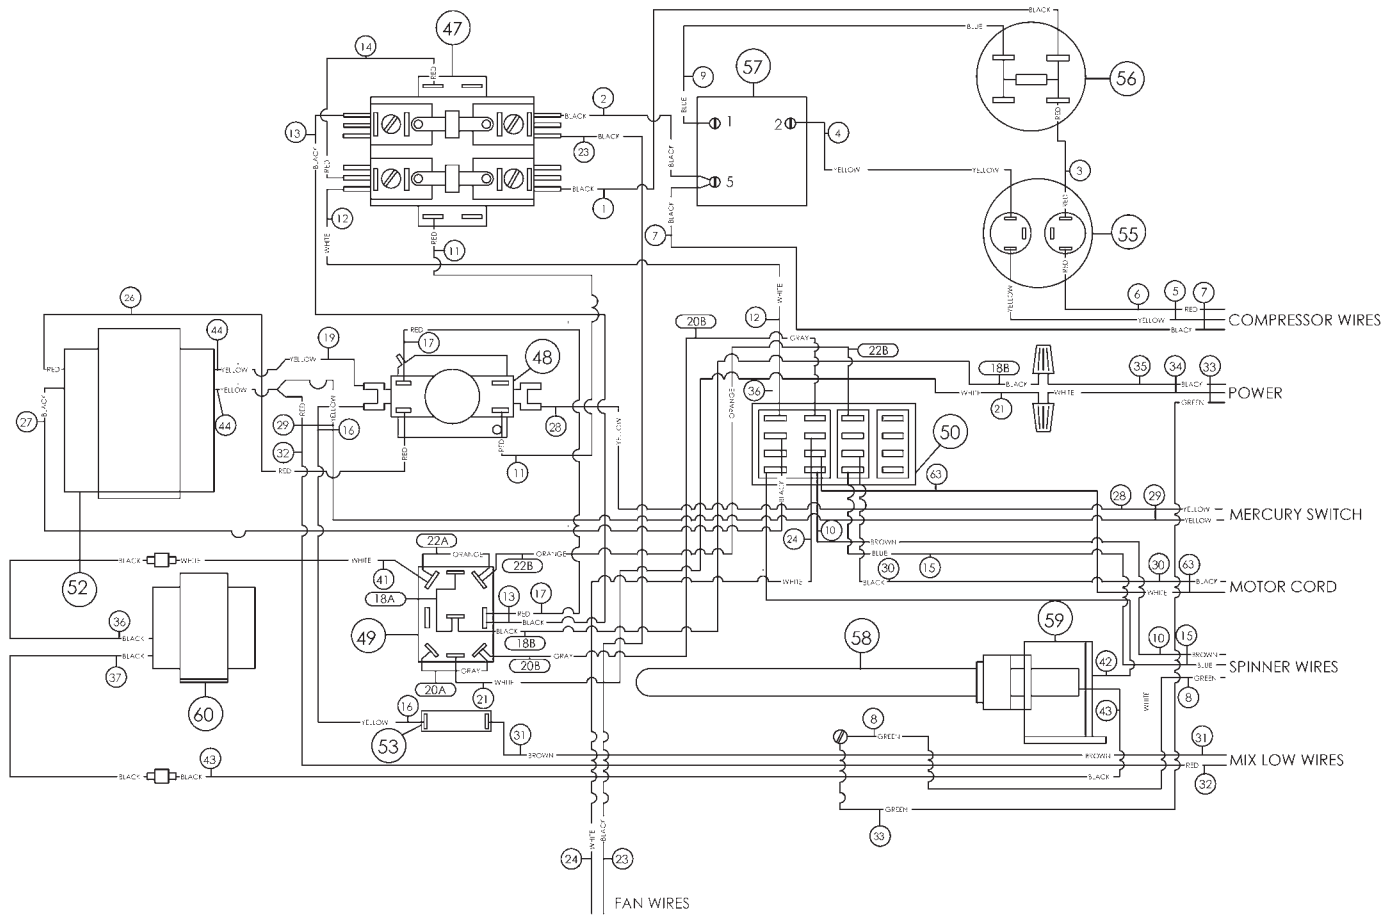 BLACK
BLUE
47
14
RED
57
56
9
BLUE
2
BLACK
1
2
4
RED
13
BLACK
23
BLACK
YELLOW
YELLOW
3
RED
BLACK
5
BLACK
1
BLACK
RED
12
WHITE
RED
11
7
55
RED
YELLOW
WHITE
26
6
5
7
RED
YELLOW
BLACK
COMPRESSOR WIRES
44
19
YELLOW
YELLOW
RED
17
48
20B
12
GRAY
22B
18B
BLACK
35
34
33
BLACK
RED
YELLOW
BLACK
27
44
29
YELLOW
16
RED
32
28
YELLOW
36
ORANGE
WHITE
21
WHITE
GREEN
POWER
50
RED
RED
RED
11
BLACK
63
28
29
YELLOW
YELLOW
MERCURY SWITCH
10
24
22A
ORANGE
ORANGE
22B
BROWN
BLUE
15
BLACK
WHITE
41
WHITE
52
18A
13
17
RED
BLACK
WHITE
30
BLACK
30
63
BLACK
WHITE
MOTOR CORD
36
BLACK
49
BLACK
18B
58
59
10
15
BLACK
37
GRAY
20B
GRAY
20A
21
WHITE
42
BROWN
BLUE
GREEN
SPINNER WIRES
8
WHITE
43
60
16
YELLOW
53
31
BROWN
8
GREEN
BROWN
31
RED
32
MIX LOW WIRES
BLACK
BLACK
43
BLACK
GREEN
33
WHITE
BLACK
24
23
FAN WIRES